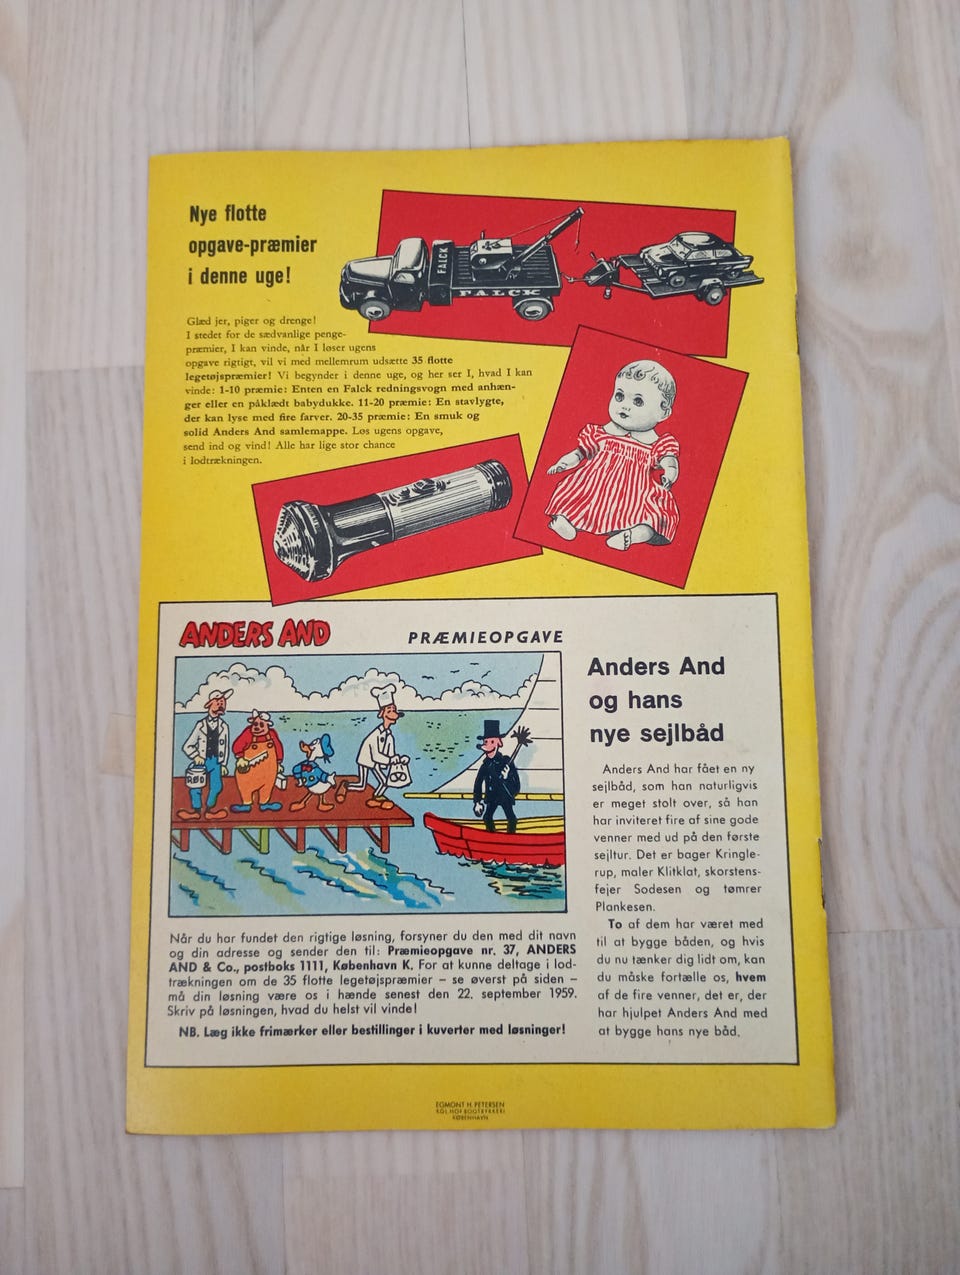 Nye flotte
opgave-præmier
i denne uge!
FALCK
FALCK
Glæd jer, piger og drenge!
I stedet for de sædvanlige penge-
præmier, I kan vinde, når I løser ugens
opgave rigtigt, vil vi med mellemrum udsætte 35 flotte
legetøjspræmier! Vi begynder i denne uge, og her ser I, hvad I kan
vinde: 1-10 præmie: Enten en Falck redningsvogn med anhæn-
ger eller en påklædt babydukke. 11-20 præmie: En stavlygte,
der kan lyse med fire farver. 20-35 præmie: En smuk og
solid Anders And samlemappe. Løs ugens opgave,
send ind og vind! Alle har lige stor chance
i lodtrækningen.
ANDERS AND
PRÆMIEOPGAVE
RØD
Anders And
og hans
nye sejlbåd
Anders And har fået en ny
sejlbåd, som han naturligvis
er meget stolt over, så han
har inviteret fire af sine gode
venner med ud på den første
sejltur. Det er bager Kringle-
rup, maler Klitklat, skorstens-
fejer Sodesen og tømrer
Plankesen.
To af dem har været med
til at bygge båden, og hvis
du nu tænker dig lidt om, kan
du måske fortælle os, hvem
af de fire venner, det er, der
har hjulpet Anders And med
at bygge hans nye båd.
Når du har fundet den rigtige løsning, forsyner du den med dit navn
og din adresse og sender den til: Præmieopgave nr. 37, ANDERS
AND & Co., postboks 1111, København K. For at kunne deltage i lod-
trækningen om de 35 flotte legetøjspræmier – se øverst på siden –
må din løsning være os i hænde senest den 22. september 1959.
Skriv på løsningen, hvad du helst vil vinde!
NB. Læg ikke frimærker eller bestillinger i kuverter med løsninger!
EGMONT H. PETERSEN
KGL. HOF-BOGTRYKKERI
KØBENHAVN